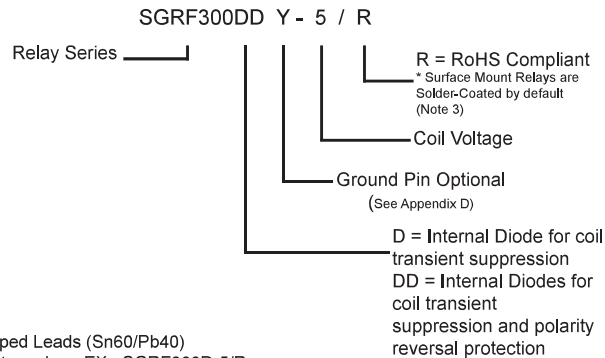 SGRF300DD Y - 5 / R
Relay Series
R = RoHS Compliant
* Surface Mount Relays are
Solder-Coated by default
(Note 3)
Coil Voltage
Ground Pin Optional
(See Appendix D)
D = Internal Diode for coil
transient suppression
DD = Internal Diodes for
coil transient
suppression and polarity
reversal protection
ped Leads (Sn60/Pb40)